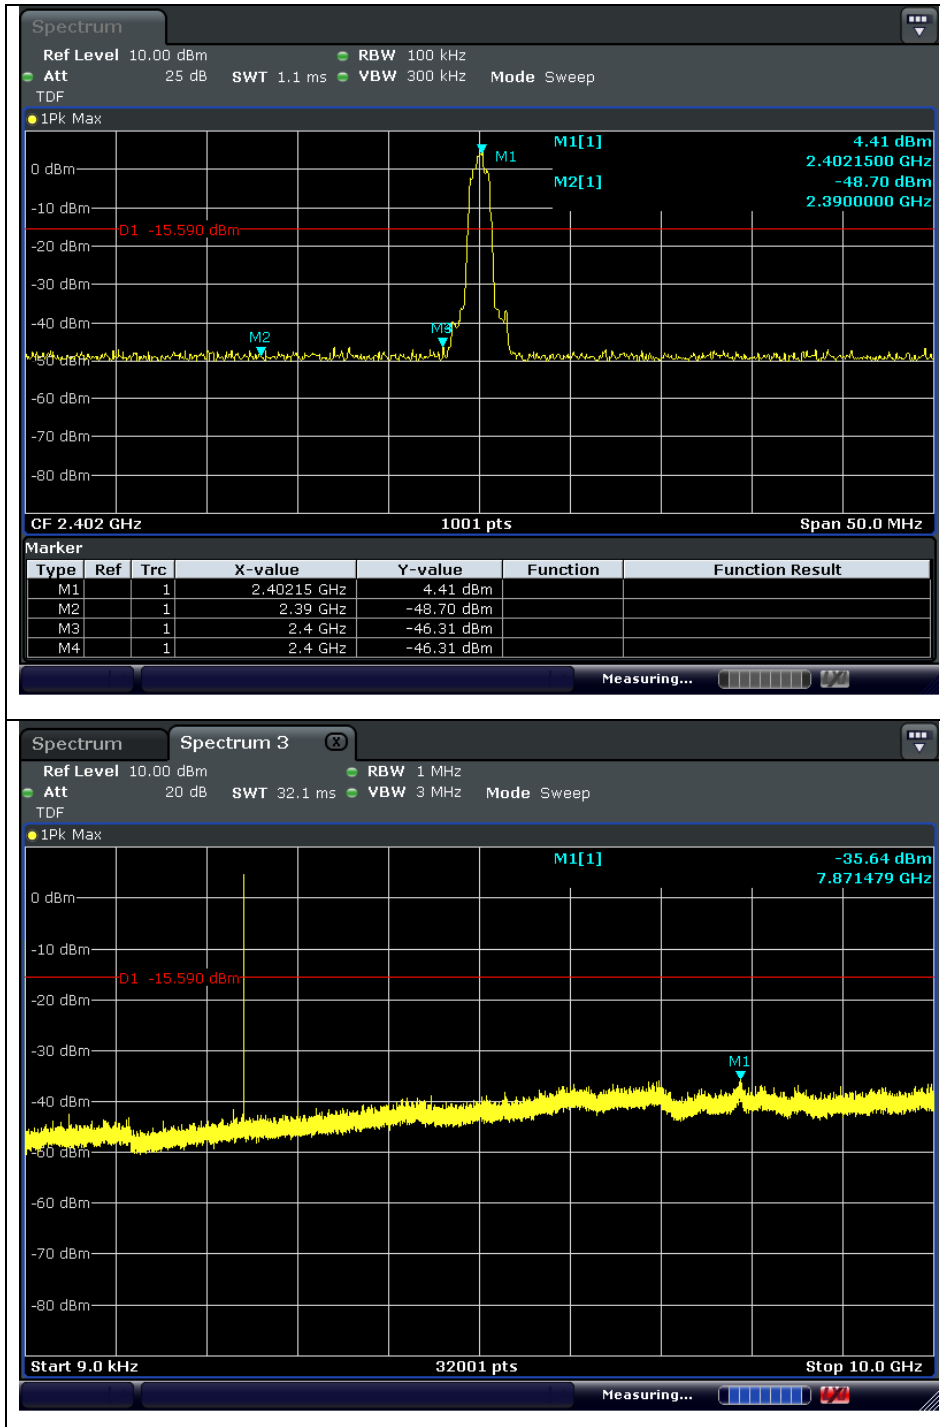 Spectrum
Ref Level 10.00 dBm RBW 100 kHz
Att 25 dB SWT 1.1 ms VBW 300 kHz Mode Sweep
TDF
1Pk Max
M1[1] 4.41 dBm
2.4021500 GHz
M2[1] -48.70 dBm
2.3900000 GHz
M1
0 dBm
-10 dBm
D1 -15.590 dBm
-20 dBm
-30 dBm
-40 dBm
M2
-50 dBm
-60 dBm
-70 dBm
-80 dBm
CF 2.402 GHz 1001 pts Span 50.0 MHz
Marker
Type Ref Trc X-value Y-value Function Function Result
M1 1 2.40215 GHz 4.41 dBm
M2 1 2.39 GHz -48.70 dBm
M3 1 2.4 GHz -46.31 dBm
M4 1 2.4 GHz -46.31 dBm
Measuring...
Spectrum Spectrum 3 X
Ref Level 10.00 dBm RBW 1 MHz
Att 20 dB SWT 32.1 ms VBW 3 MHz Mode Sweep
TDF
1Pk Max
M1[1] -35.64 dBm
7.871479 GHz
0 dBm
-10 dBm
D1 -15.590 dBm
-20 dBm
-30 dBm
M1
-40 dBm
-50 dBm
-60 dBm
-70 dBm
-80 dBm
Start 9.0 kHz 32001 pts Stop 10.0 GHz
Measuring...